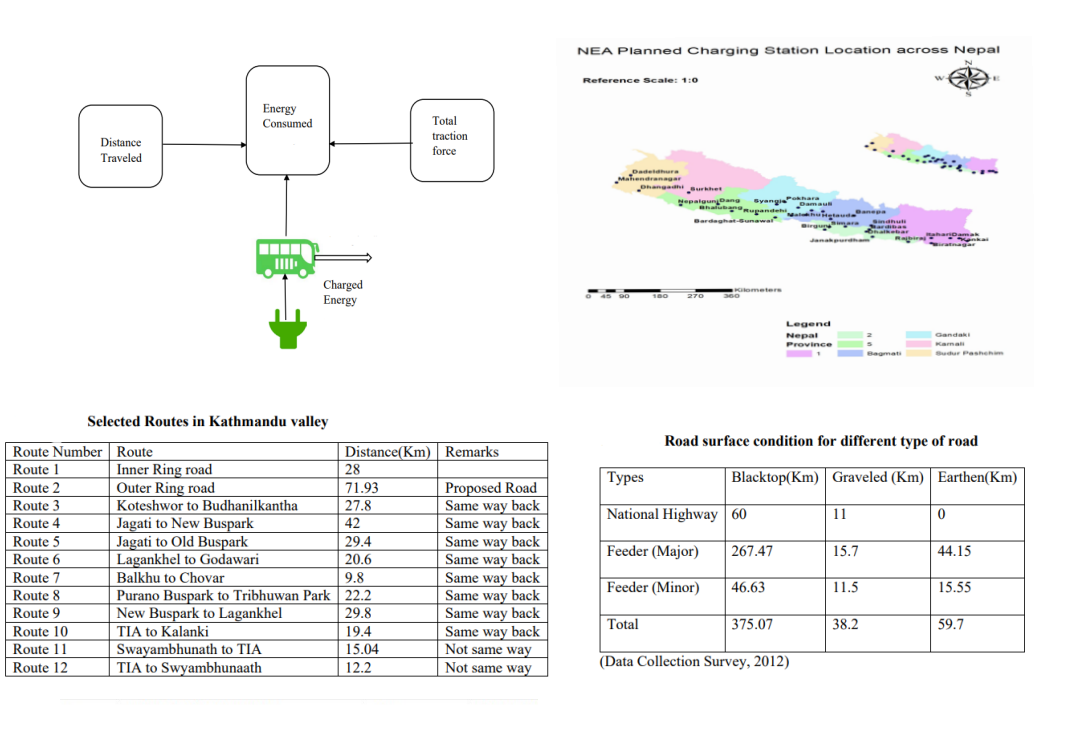 Distance
Traveled
Energy
Consumed
Total
traction
force
Charged
Energy
NEA Planned Charging Station Location across Nepal
Reference Scale: 1:0
N
W
E
S
Dadeldhura
Mahendranagar
Dhangadhi
Surkhet
Nepalgunj
Dang
Syangja
Pokhara
Damauli
Bhalubang
Rupandehi
Malekhu
Hetauda
Banepa
Bardaghat-Sunawal
Birgunj
Simara
Sindhuli
Bardibas
Dhalkebar
Janakpurdham
Rajbiraj
Itahari
Damak
Kankai
Biratnagar
Kilometers
0 45 90 180 270 360
Legend
Nepal
Province
1
2
5
Bagmati
Gandaki
Karnali
Sudur Pashchim
Selected Routes in Kathmandu valley
Route Number Route Distance(Km) Remarks
Route 1 Inner Ring road 28
Route 2 Outer Ring road 71.93 Proposed Road
Route 3 Koteshwor to Budhanilkantha 27.8 Same way back
Route 4 Jagati to New Buspark 42 Same way back
Route 5 Jagati to Old Buspark 29.4 Same way back
Route 6 Lagankhel to Godawari 20.6 Same way back
Route 7 Balkhu to Chovar 9.8 Same way back
Route 8 Purano Buspark to Tribhuwan Park 22.2 Same way back
Route 9 New Buspark to Lagankhel 29.8 Same way back
Route 10 TIA to Kalanki 19.4 Same way back
Route 11 Swayambhunath to TIA 15.04 Not same way
Route 12 TIA to Swyambhunaath 12.2 Not same way
Road surface condition for different type of road
Types Blacktop(Km) Graveled (Km) Earthen(Km)
National Highway 60 11 0
Feeder (Major) 267.47 15.7 44.15
Feeder (Minor) 46.63 11.5 15.55
Total 375.07 38.2 59.7
(Data Collection Survey, 2012)